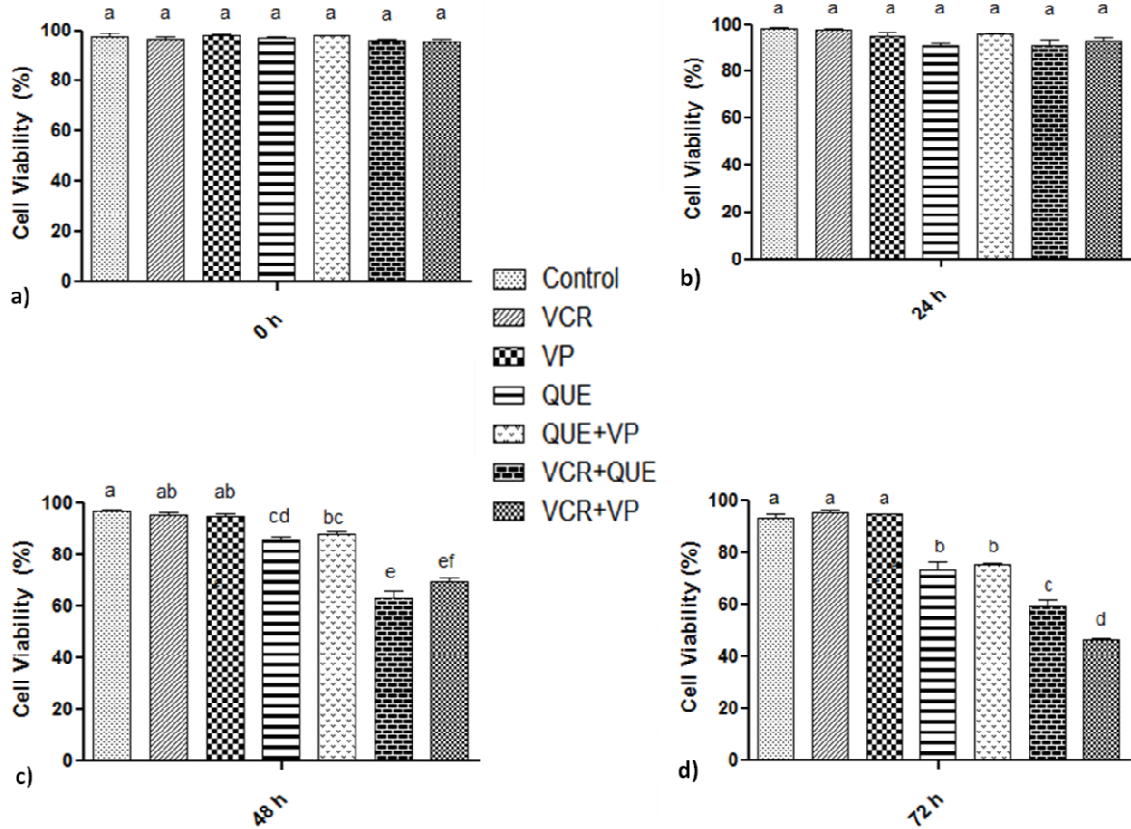 a a a a a a a
100
80
60
40
20
0
Cell Viability (%)
0 h
a)
a a a a a a a
100
80
60
40
20
0
Cell Viability (%)
24 h
b)
Control
VCR
VP
QUE
QUE+VP
VCR+QUE
VCR+VP
a ab ab cd bc e ef
100
80
60
40
20
0
Cell Viability (%)
48 h
c)
a a a b b c d
100
80
60
40
20
0
Cell Viability (%)
72 h
d)